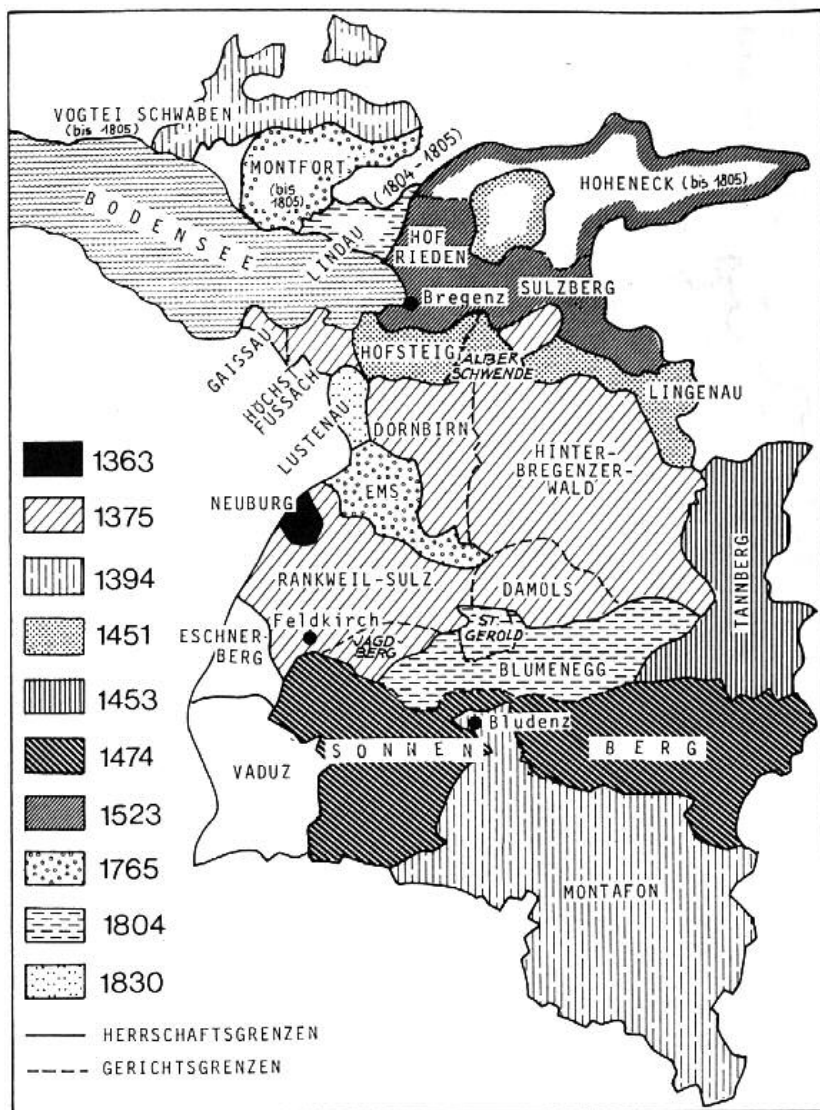 VOGTEI SCHWABEN
(bis 1805)
MONTFORT
(bis
1805)
(1804-1805)
HOHENECK (bis 1805)
BODENSEE
LINDAU
HOF
RIEDEN
Bregenz
SULZBERG
GAISSAU
HÖCHST
FUSSACH
HOFSTEIG
ALBER
SCHWENDE
LINGENAU
LUSTENAU
DORNBIRN
HINTER-
BREGENZER-
WALD
EMS
NEUBURG
RANKWEIL-SULZ
DAMÜLS
TANNBERG
Feldkirch
JAGD
BERG
ST.
GEROLD
ESCHNER-
BERG
BLUMENEGG
Bludenz
SONNENBERG
VADUZ
MONTAFON
1363
1375
1394
1451
1453
1474
1523
1765
1804
1830
HERRSCHAFTSGRENZEN
GERICHTSGRENZEN